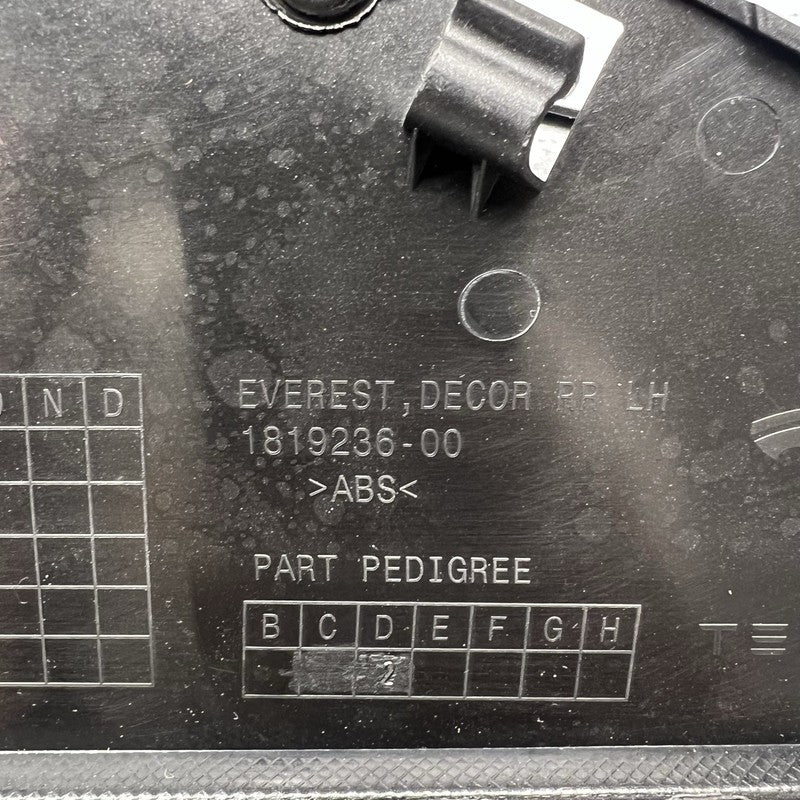 O N D
EVEREST, DECOR RR LH
1819236-00
>ABS<
PART PEDIGREE
B C D E F G H
2
T E